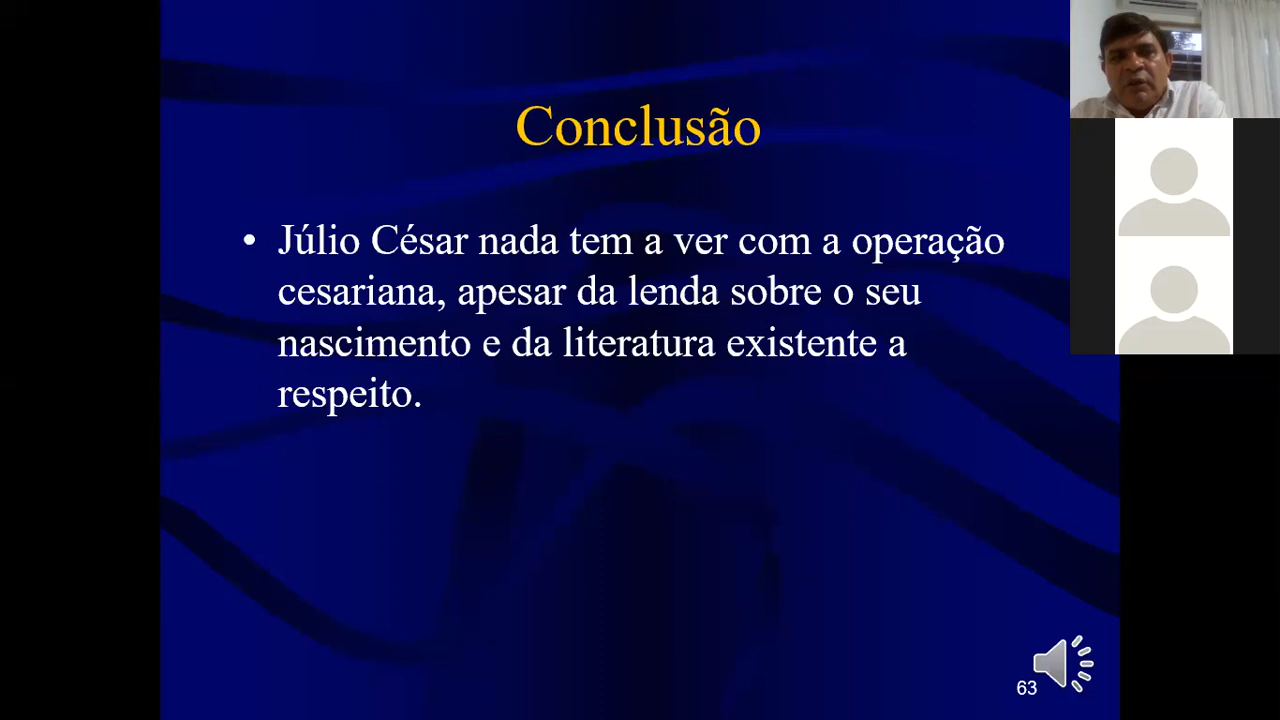 Conclusão
• Júlio César nada tem a ver com a operação
cesariana, apesar da lenda sobre o seu
nascimento e da literatura existente a
respeito.
63